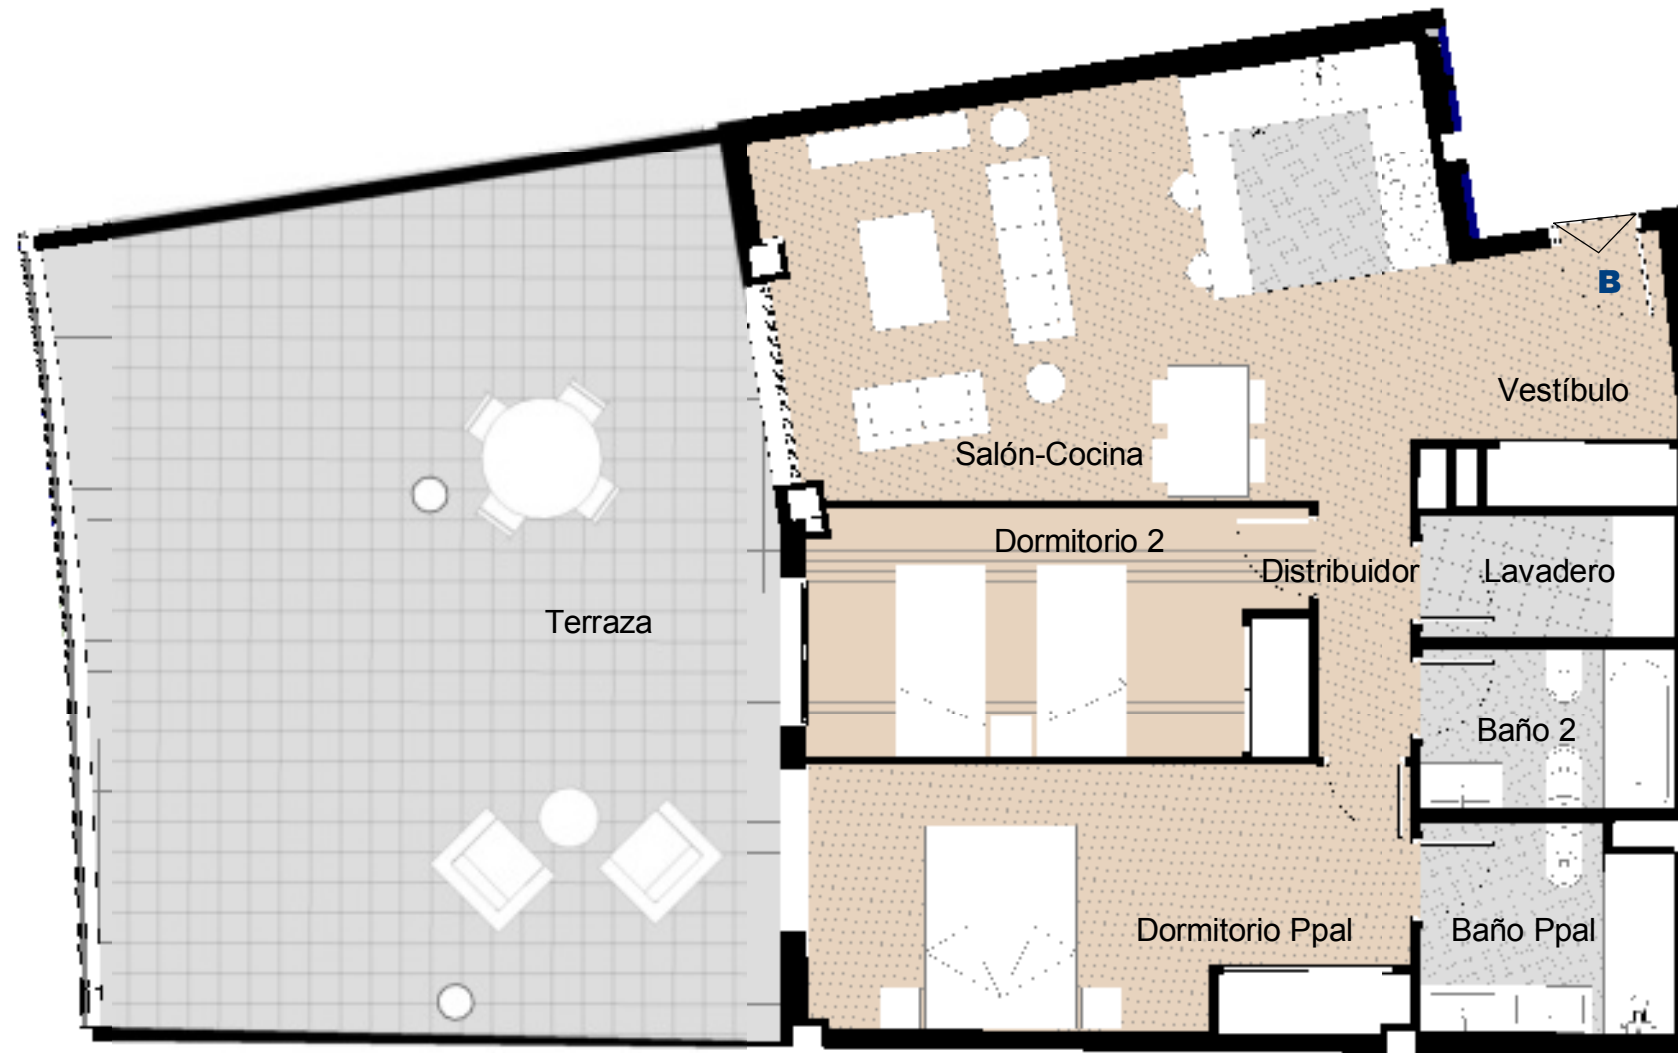 B
Vestíbulo
Salón-Cocina
Dormitorio 2
Distribuidor
Lavadero
Terraza
Baño 2
Dormitorio Ppal
Baño Ppal